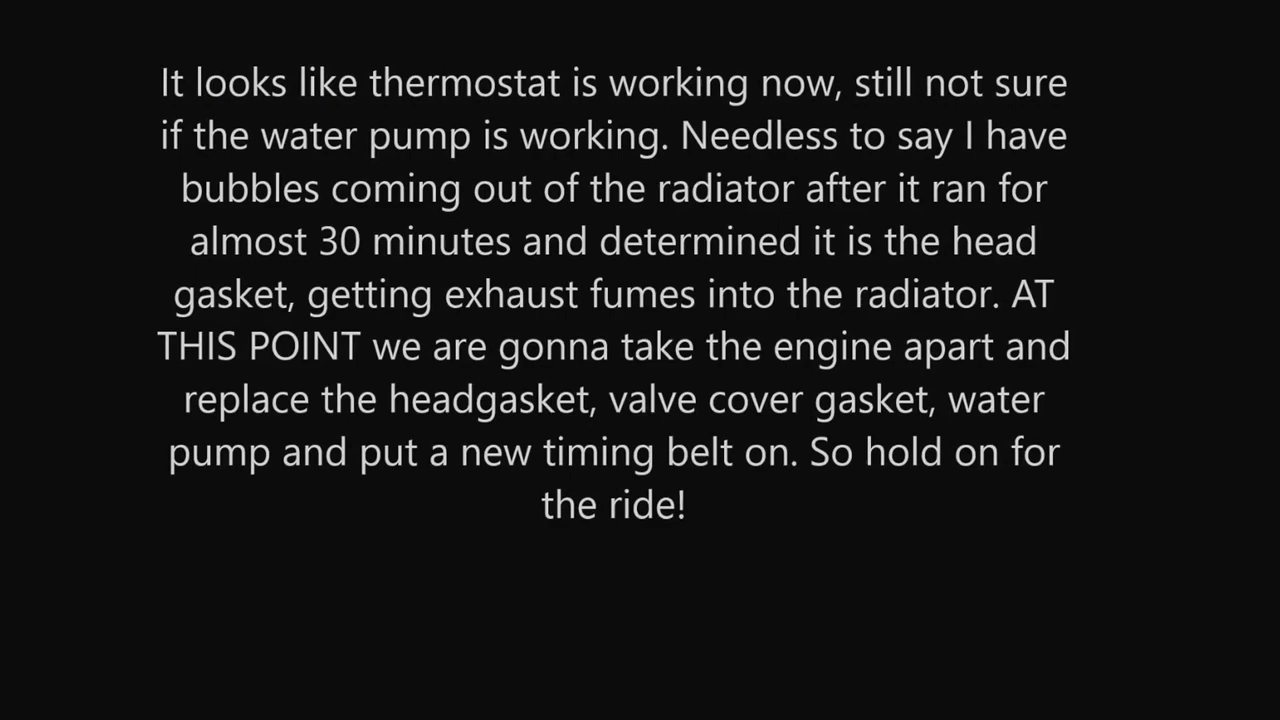 It looks like thermostat is working now, still not sure
if the water pump is working. Needless to say I have
bubbles coming out of the radiator after it ran for
almost 30 minutes and determined it is the head
gasket, getting exhaust fumes into the radiator. AT
THIS POINT we are gonna take the engine apart and
replace the headgasket, valve cover gasket, water
pump and put a new timing belt on. So hold on for
the ride!